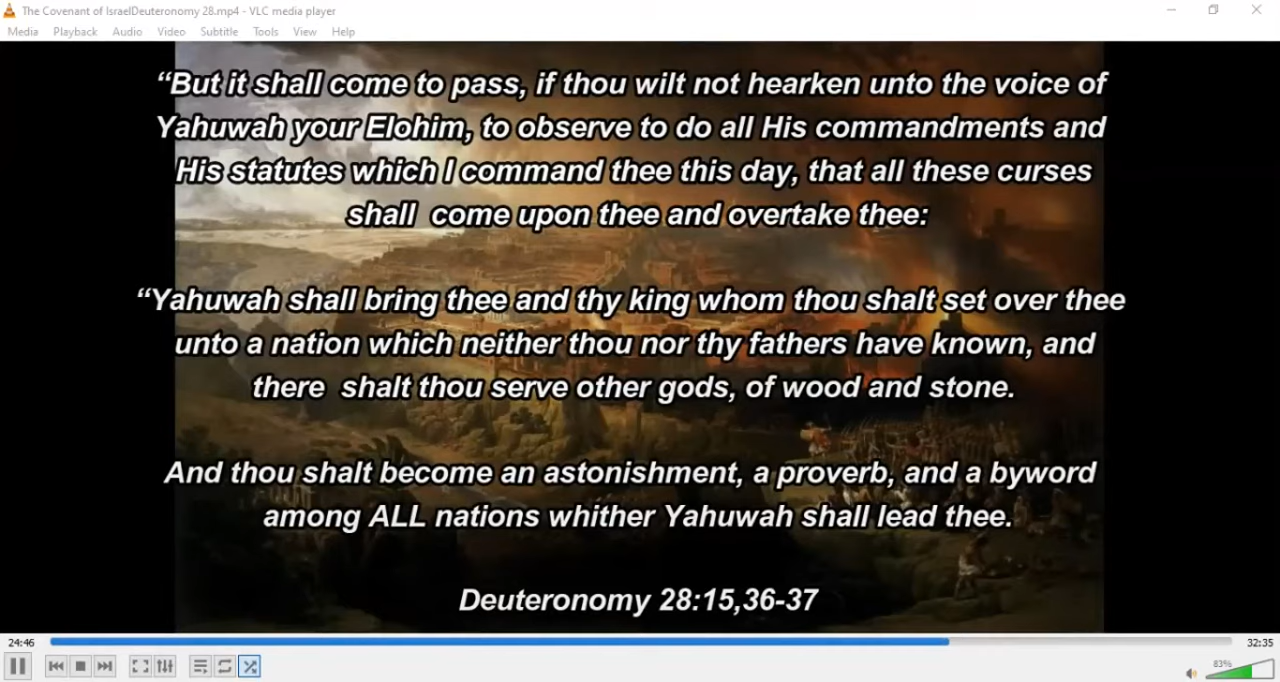 The Covenant of IsraelDeuteronomy 28.mp4 - VLC media player
Media Playback Audio Video Subtitle Tools View Help
“But it shall come to pass, if thou wilt not hearken unto the voice of
Yahuwah your Elohim, to observe to do all His commandments and
His statutes which I command thee this day, that all these curses
shall come upon thee and overtake thee:
“Yahuwah shall bring thee and thy king whom thou shalt set over thee
unto a nation which neither thou nor thy fathers have known, and
there shalt thou serve other gods, of wood and stone.
And thou shalt become an astonishment, a proverb, and a byword
among ALL nations whither Yahuwah shall lead thee.
Deuteronomy 28:15,36-37
24:46 32:35
83%